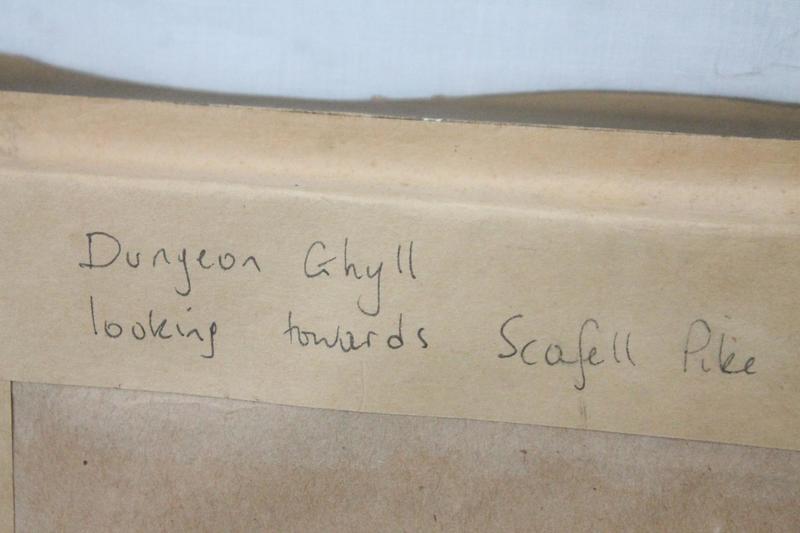 Dungeon Ghyll
looking towards Scafell Pike